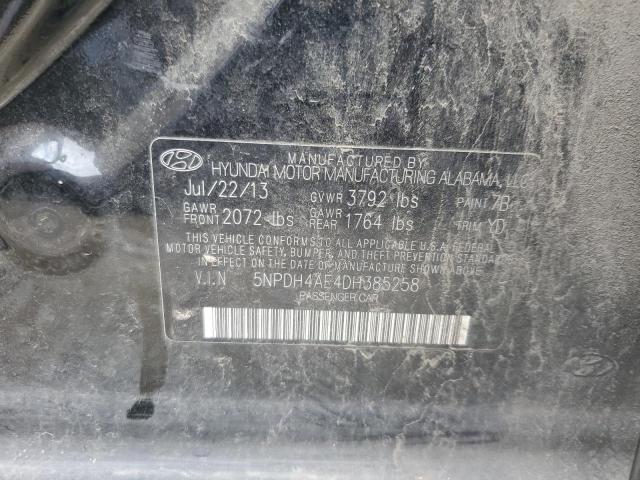 MANUFACTURED BY
HYUNDAI MOTOR MANUFACTURING ALABAMA, LLC
Jul/22/13 GVWR 3792 lbs PAINT 7B
GAWR FRONT 2072 lbs GAWR REAR 1764 lbs TRIM YD
THIS VEHICLE CONFORMS TO ALL APPLICABLE U.S.A FEDERAL
MOTOR VEHICLE SAFETY, BUMPER, AND THEFT PREVENTION STANDARDS
IN EFFECT ON THE DATE OF MANUFACTURE SHOWN ABOVE.
V.I.N 5NPDH4AE4DH385258
PASSENGER CAR